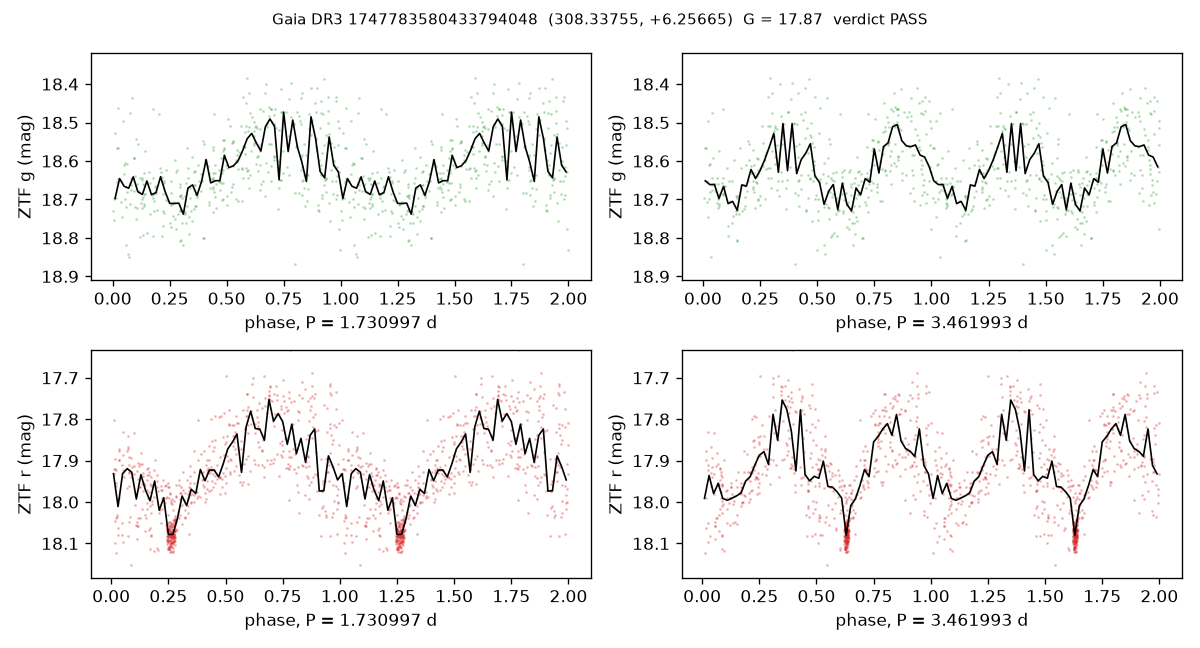 Gaia DR3 1747783580433794048  (308.33755, +6.25665)  G = 17.87  verdict PASS
ZTF g (mag)
18.4
18.5
18.6
18.7
18.8
18.9
0.00 0.25 0.50 0.75 1.00 1.25 1.50 1.75 2.00
phase, P = 1.730997 d
ZTF g (mag)
18.4
18.5
18.6
18.7
18.8
18.9
0.00 0.25 0.50 0.75 1.00 1.25 1.50 1.75 2.00
phase, P = 3.461993 d
ZTF r (mag)
17.7
17.8
17.9
18.0
18.1
0.00 0.25 0.50 0.75 1.00 1.25 1.50 1.75 2.00
phase, P = 1.730997 d
ZTF r (mag)
17.7
17.8
17.9
18.0
18.1
0.00 0.25 0.50 0.75 1.00 1.25 1.50 1.75 2.00
phase, P = 3.461993 d